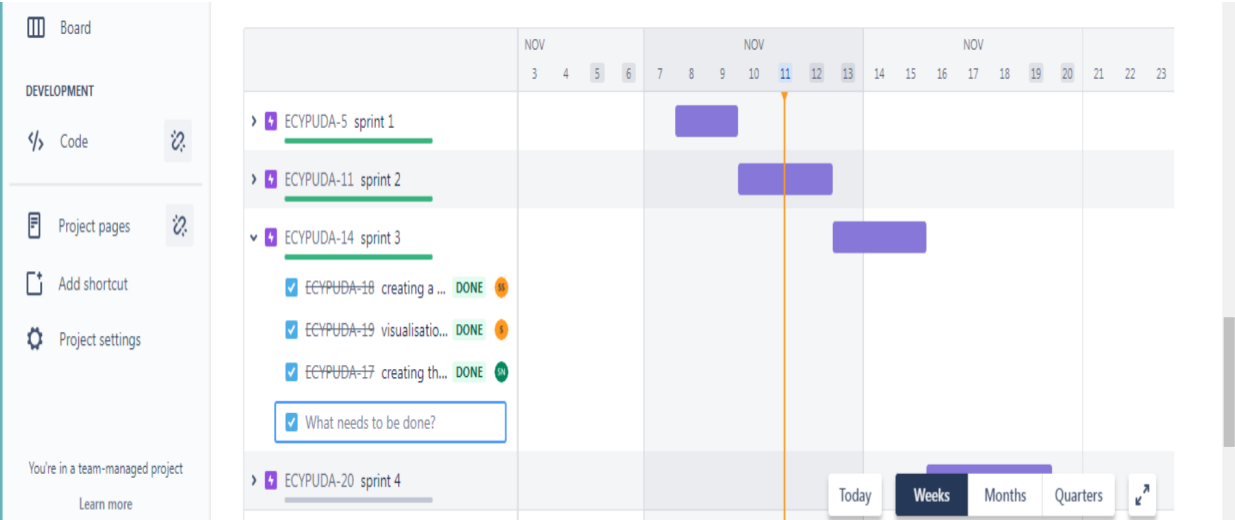 Board
DEVELOPMENT
Code
Project pages
Add shortcut
Project settings
You're in a team-managed project
Learn more
NOV NOV NOV
3 4 5 6 7 8 9 10 11 12 13 14 15 16 17 18 19 20 21 22 23
ECYPUDA-5 sprint 1
ECYPUDA-11 sprint 2
ECYPUDA-14 sprint 3
ECYPUDA-18 creating a ... DONE SS
ECYPUDA-19 visualisatio... DONE S
ECYPUDA-17 creating th... DONE SN
What needs to be done?
ECYPUDA-20 sprint 4
Today Weeks Months Quarters